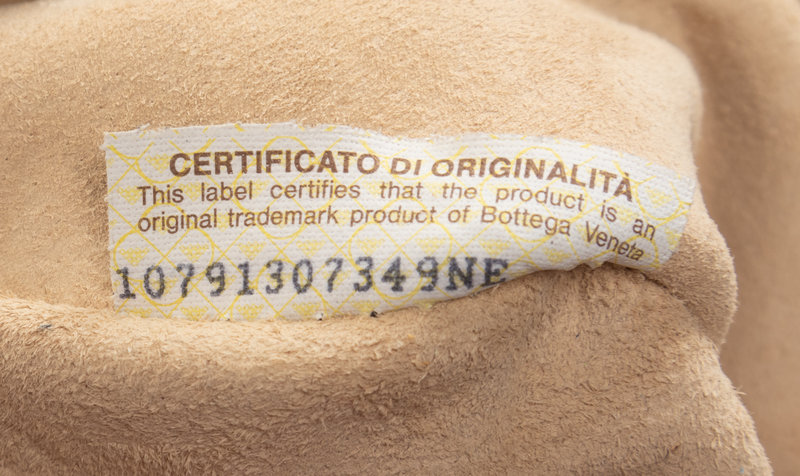 CERTIFICATO DI ORIGINALITÀ
This label certifies that the product is an
original trademark product of Bottega Veneta
10791307349NE